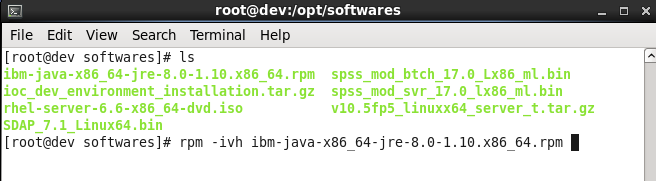 root@dev:/opt/softwares
File Edit View Search Terminal Help
[root@dev softwares]# ls
ibm-java-x86_64-jre-8.0-1.10.x86_64.rpm spss_mod_btch_17.0_Lx86_ml.bin
ioc_dev_environment_installation.tar.gz spss_mod_svr_17.0_lx86_ml.bin
rhel-server-6.6-x86_64-dvd.iso v10.5fp5_linuxx64_server_t.tar.gz
SDAP_7.1_Linux64.bin
[root@dev softwares]# rpm -ivh ibm-java-x86_64-jre-8.0-1.10.x86_64.rpm